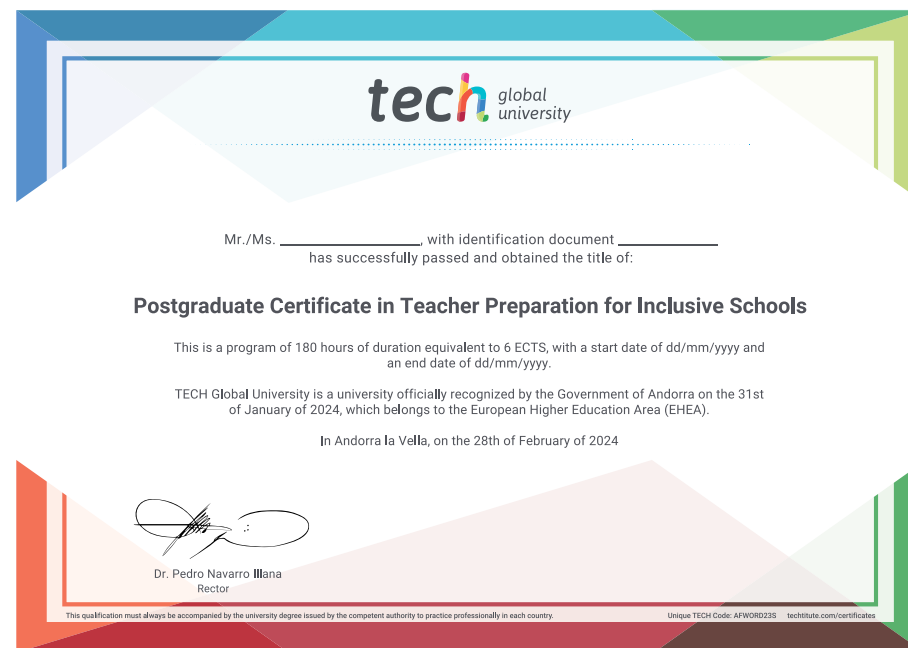 tech global
university
Mr./Ms. ____________, with identification document ____________
has successfully passed and obtained the title of:
Postgraduate Certificate in Teacher Preparation for Inclusive Schools
This is a program of 180 hours of duration equivalent to 6 ECTS, with a start date of dd/mm/yyyy and
an end date of dd/mm/yyyy.
TECH Global University is a university officially recognized by the Government of Andorra on the 31st
of January of 2024, which belongs to the European Higher Education Area (EHEA).
In Andorra la Vella, on the 28th of February of 2024
Dr. Pedro Navarro Illana
Rector
This qualification must always be accompanied by the university degree issued by the competent authority to practice professionally in each country. Unique TECH Code: AFWORD23S techtitute.com/certificates